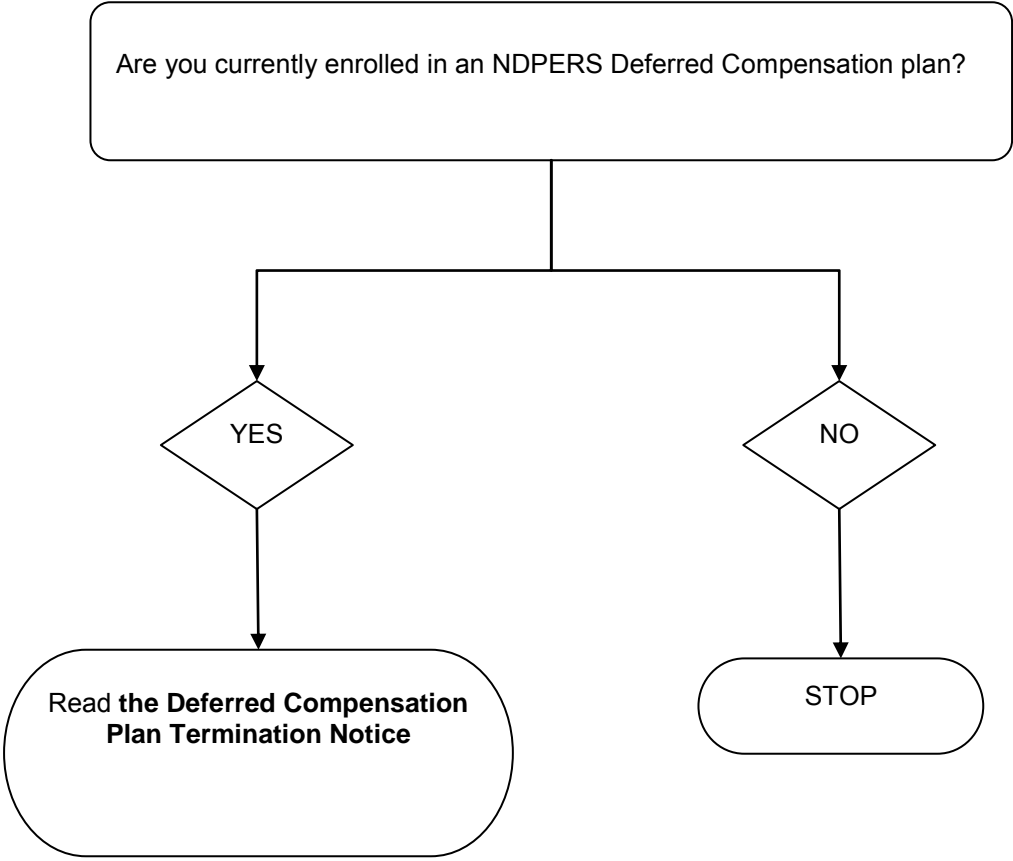 Are you currently enrolled in an NDPERS Deferred Compensation plan?
YES
NO
Read the Deferred Compensation
Plan Termination Notice
STOP